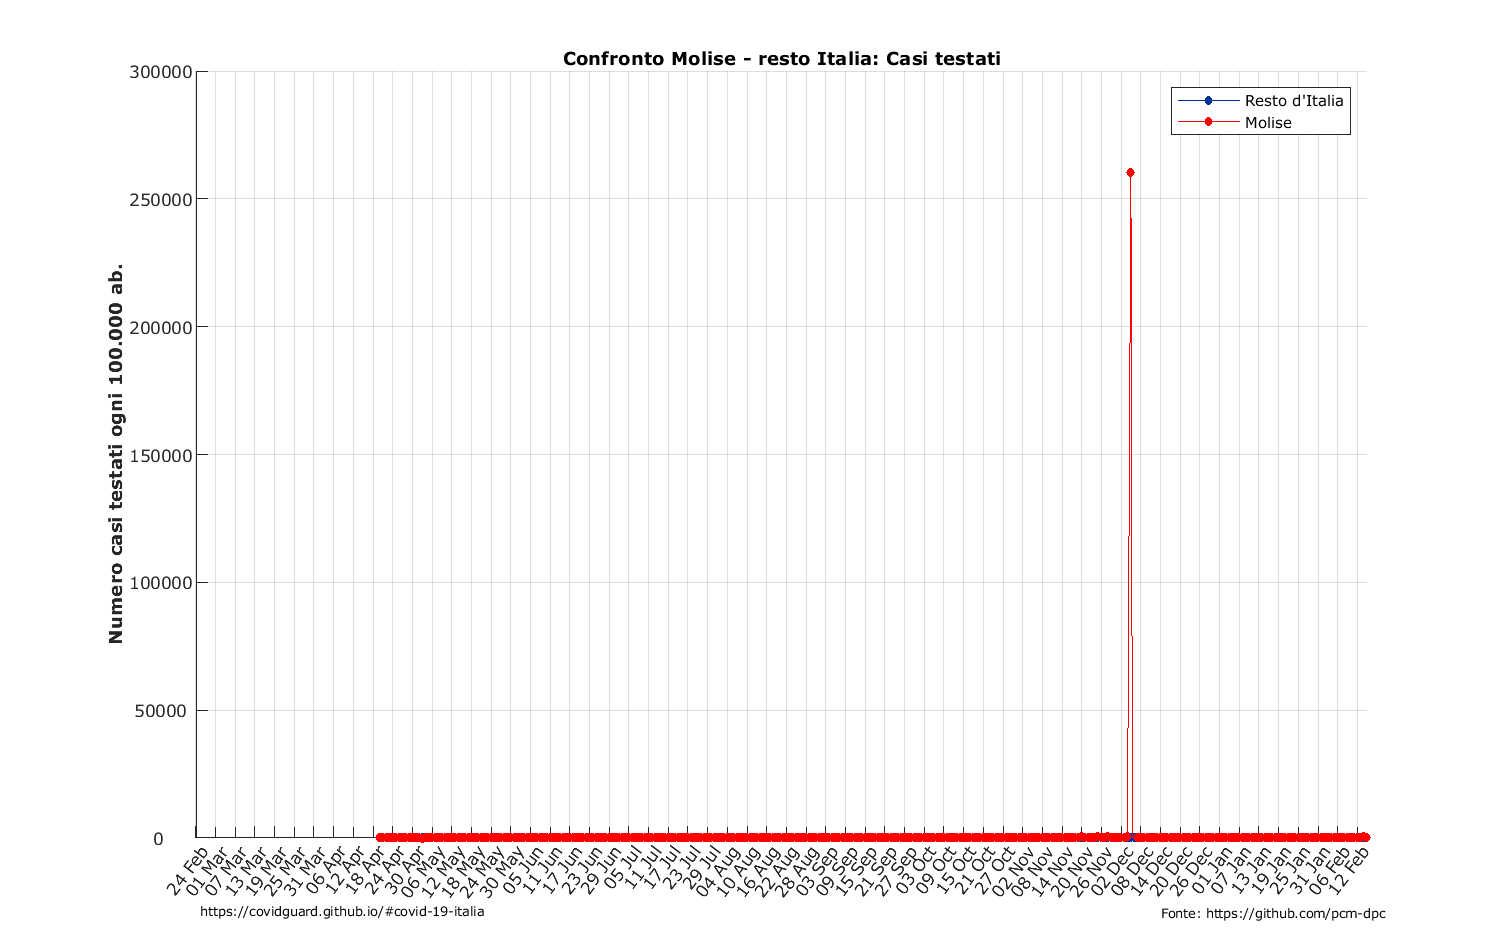 Confronto Molise - resto Italia: Casi testati
Resto d'Italia
Molise
Numero casi testati ogni 100.000 ab.
300000
250000
200000
150000
100000
50000
0
24 Feb
01 Mar
07 Mar
13 Mar
19 Mar
25 Mar
31 Mar
06 Apr
12 Apr
18 Apr
24 Apr
30 Apr
06 May
12 May
18 May
24 May
30 May
05 Jun
11 Jun
17 Jun
23 Jun
29 Jun
05 Jul
11 Jul
17 Jul
23 Jul
29 Jul
04 Aug
10 Aug
16 Aug
22 Aug
28 Aug
03 Sep
09 Sep
15 Sep
21 Sep
27 Sep
03 Oct
09 Oct
15 Oct
21 Oct
27 Oct
02 Nov
08 Nov
14 Nov
20 Nov
26 Nov
02 Dec
08 Dec
14 Dec
20 Dec
26 Dec
01 Jan
07 Jan
13 Jan
19 Jan
25 Jan
31 Jan
06 Feb
12 Feb
https://covidguard.github.io/#covid-19-italia
Fonte: https://github.com/pcm-dpc